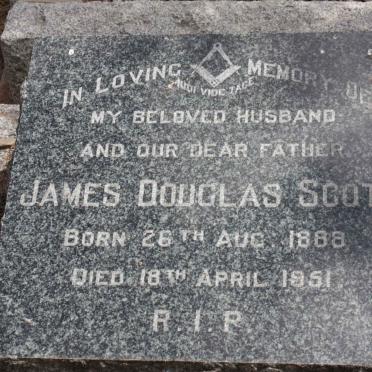 IN LOVING MEMORY OF
AUDI VIDE TACE
MY BELOVED HUSBAND
AND OUR DEAR FATHER
JAMES DOUGLAS SCOT
BORN 26TH AUG. 1888
DIED 18TH APRIL 1951.
R.I.P.